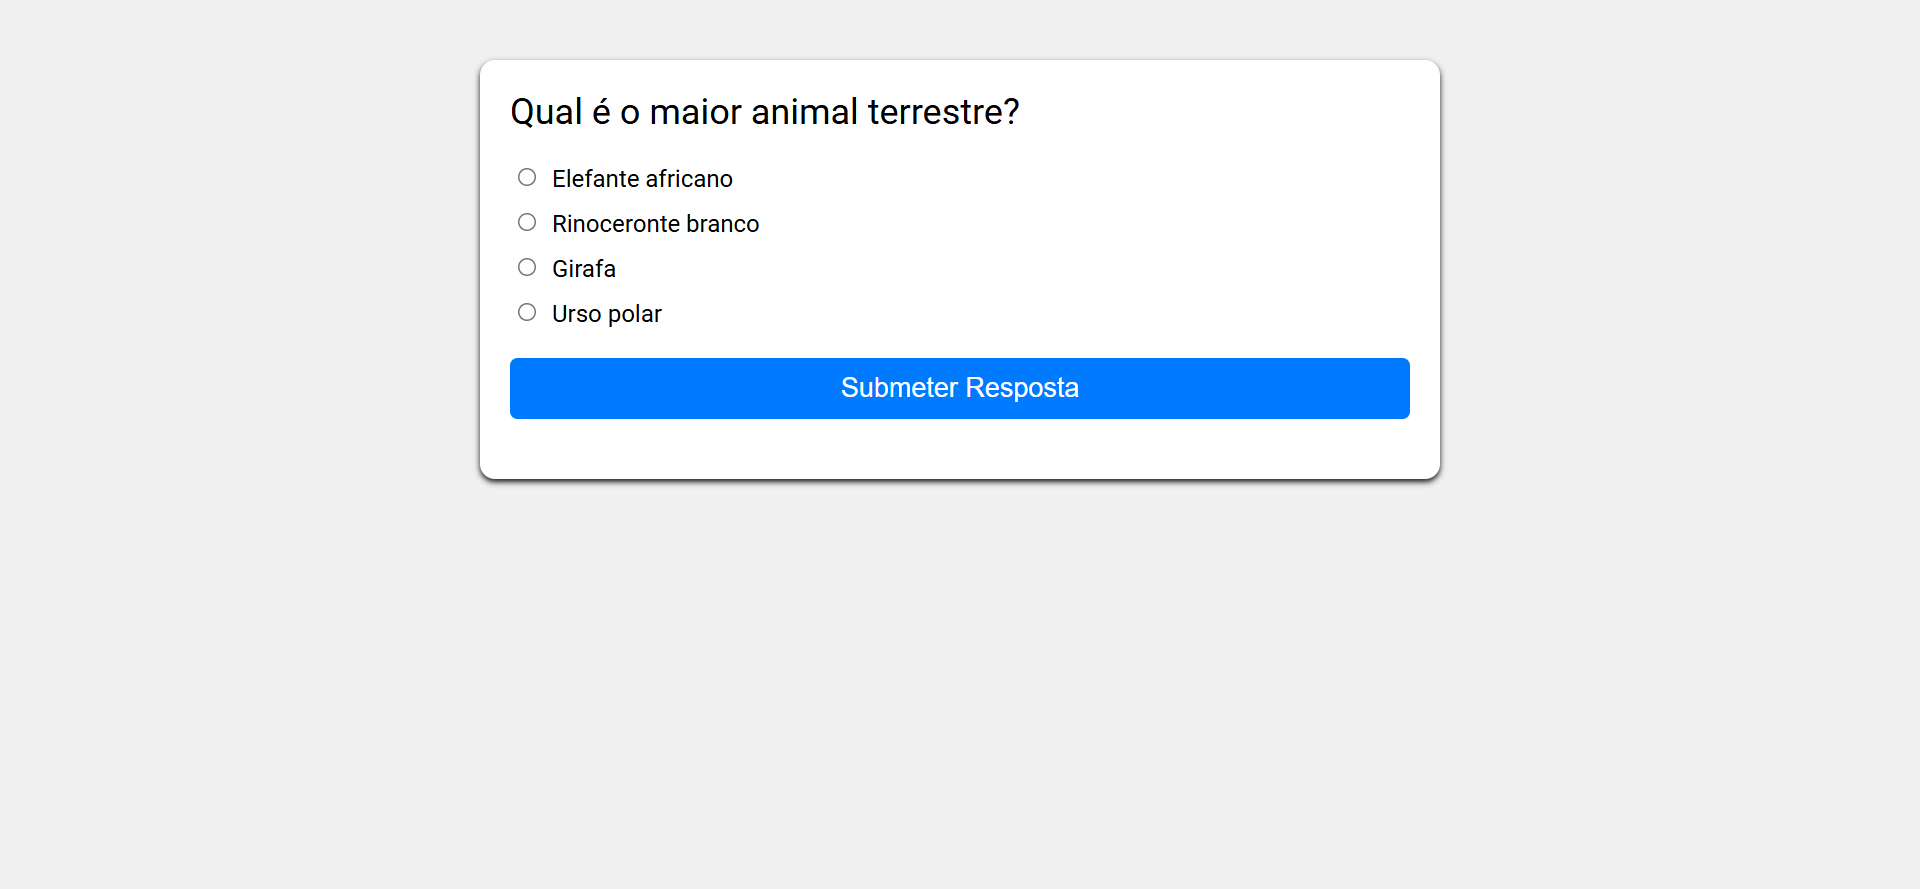 Qual é o maior animal terrestre?
Elefante africano
Rinoceronte branco
Girafa
Urso polar
Submeter Resposta